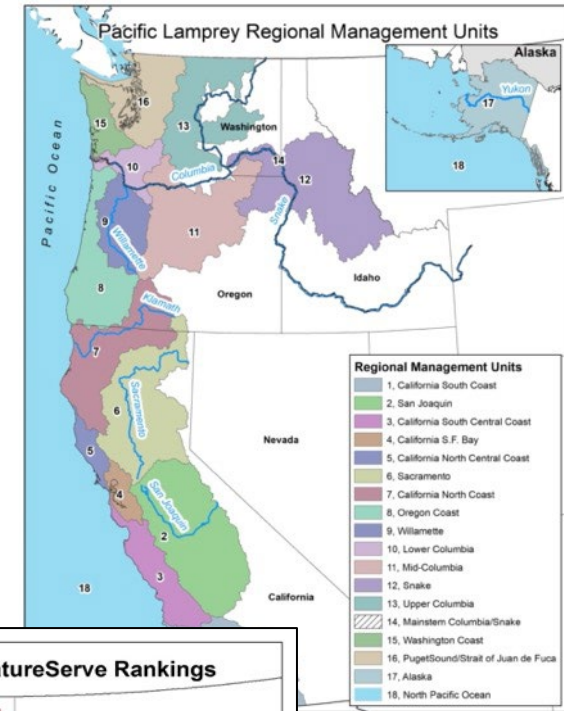 Pacific Lamprey Regional Management Units
Alaska
Yukon
17
18
16
15
13
Washington
10
Columbia
14
12
Pacific Ocean
9
Willamette
11
Snake
Idaho
8
Oregon
Klamath
7
6
Sacramento
Nevada
5
4
San Joaquin
2
3
18
California
Regional Management Units
1, California South Coast
2, San Joaquin
3, California South Central Coast
4, California S.F. Bay
5, California North Central Coast
6, Sacramento
7, California North Coast
8, Oregon Coast
9, Willamette
10, Lower Columbia
11, Mid-Columbia
12, Snake
13, Upper Columbia
14, Mainstem Columbia/Snake
15, Washington Coast
16, PugetSound/Strait of Juan de Fuca
17, Alaska
18, North Pacific Ocean
atureServe Rankings